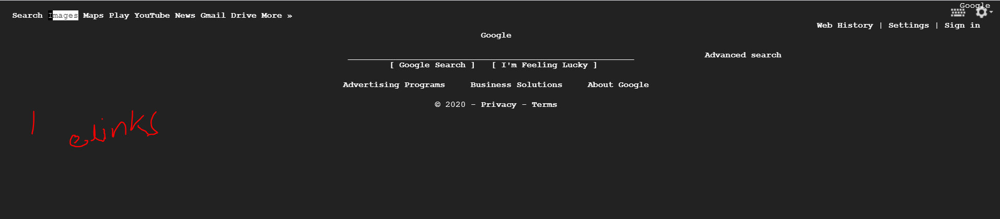 Google
Search Images Maps Play YouTube News Gmail Drive More »
Web History | Settings | Sign in
Google
Advanced search
[ Google Search ] [ I'm Feeling Lucky ]
Advertising Programs Business Solutions About Google
© 2020 - Privacy - Terms
1 elinks